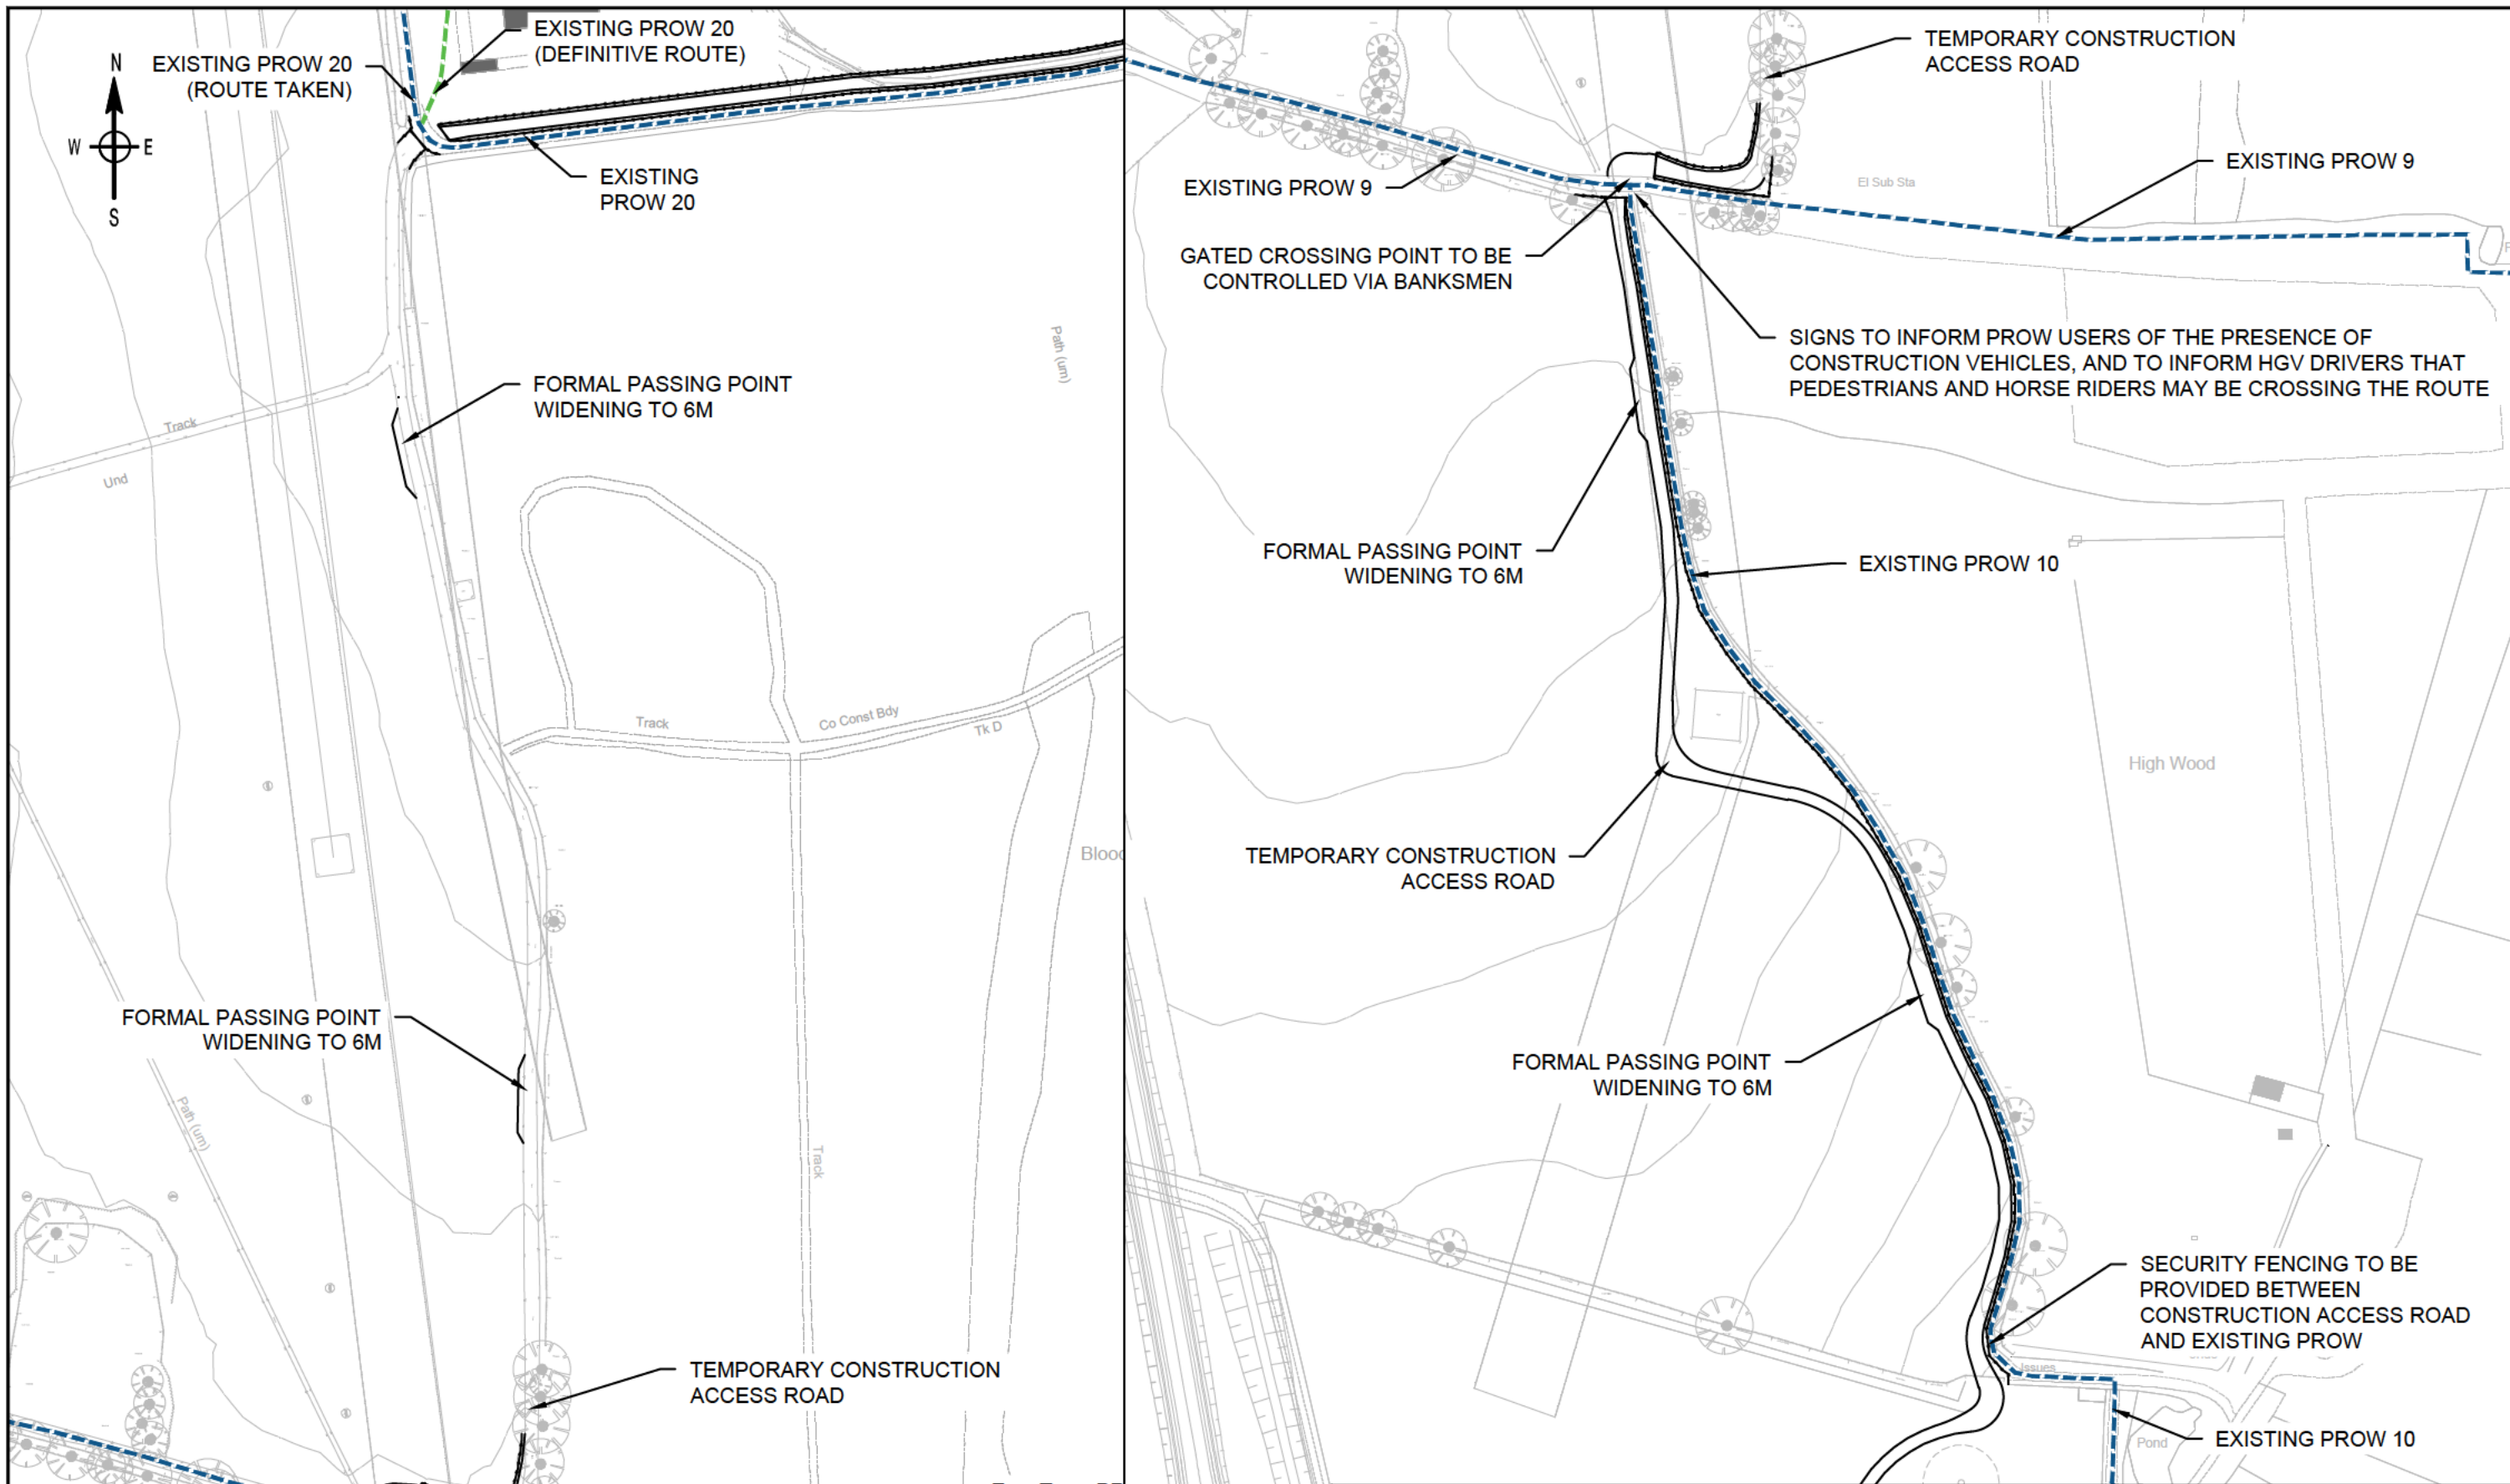 EXISTING PROW 20
(DEFINITIVE ROUTE)
EXISTING PROW 20
(ROUTE TAKEN)
N
W
E
S
EXISTING
PROW 20
FORMAL PASSING POINT
WIDENING TO 6M
Path (um)
Track
Und
Track
Co Const Bdy
Tk D
FORMAL PASSING POINT
WIDENING TO 6M
Path (um)
Track
TEMPORARY CONSTRUCTION
ACCESS ROAD
TEMPORARY CONSTRUCTION
ACCESS ROAD
EXISTING PROW 9
EXISTING PROW 9
El Sub Sta
GATED CROSSING POINT TO BE
CONTROLLED VIA BANKSMEN
SIGNS TO INFORM PROW USERS OF THE PRESENCE OF
CONSTRUCTION VEHICLES, AND TO INFORM HGV DRIVERS THAT
PEDESTRIANS AND HORSE RIDERS MAY BE CROSSING THE ROUTE
FORMAL PASSING POINT
WIDENING TO 6M
EXISTING PROW 10
High Wood
TEMPORARY CONSTRUCTION
ACCESS ROAD
FORMAL PASSING POINT
WIDENING TO 6M
SECURITY FENCING TO BE
PROVIDED BETWEEN
CONSTRUCTION ACCESS ROAD
AND EXISTING PROW
Issues
Pond
EXISTING PROW 10